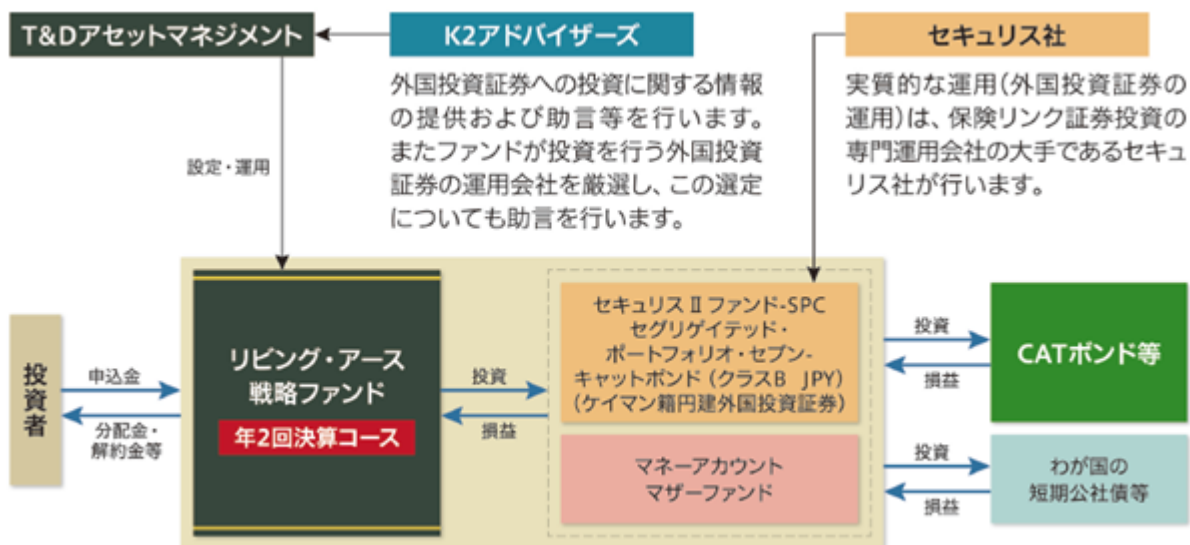 T&Dアセットマネジメント
K2アドバイザーズ
セキュリス社
外国投資証券への投資に関する情報
の提供および助言等を行います。
またファンドが投資を行う外国投資
証券の運用会社を厳選し、この選定
についても助言を行います。
実質的な運用(外国投資証券の
運用)は、保険リンク証券投資の
専門運用会社の大手であるセキュ
リス社が行います。
設定・運用
投資者
申込金
分配金・
解約金等
リビング・アース
戦略ファンド
年2回決算コース
投資
損益
セキュリスⅡファンド-SPC
セグリゲイテッド・
ポートフォリオ・セブン-
キャットボンド(クラスB JPY)
(ケイマン籍円建外国投資証券)
マネーアカウント
マザーファンド
投資
損益
CATボンド等
投資
損益
わが国の
短期公社債等